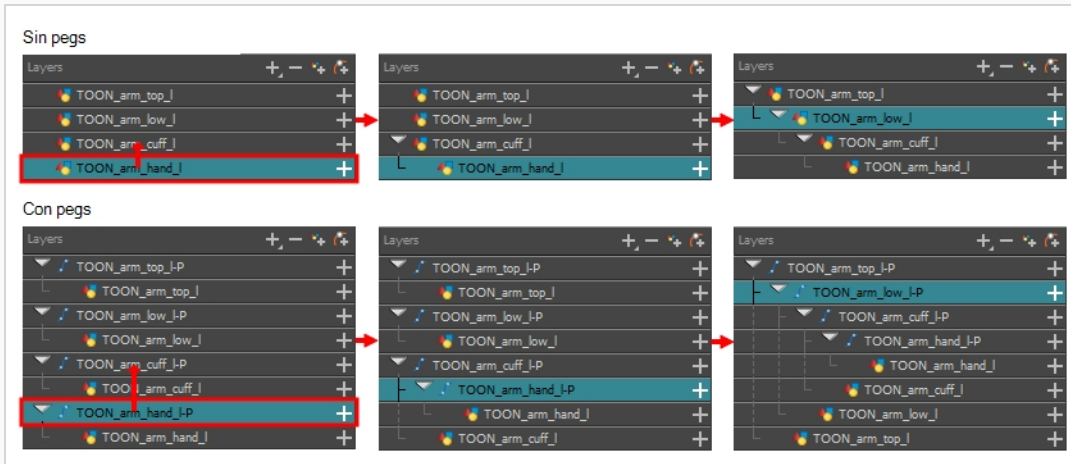 Sin pegs
Layers
TOON_arm_top_l
TOON_arm_low_l
TOON_arm_cuff_l
TOON_arm_hand_l
Layers
TOON_arm_top_l
TOON_arm_low_l
TOON_arm_cuff_l
TOON_arm_hand_l
Layers
TOON_arm_top_l
TOON_arm_low_l
TOON_arm_cuff_l
TOON_arm_hand_l
Con pegs
Layers
TOON_arm_top_l-P
TOON_arm_top_l
TOON_arm_low_l-P
TOON_arm_low_l
TOON_arm_cuff_l-P
TOON_arm_cuff_l
TOON_arm_hand_l-P
TOON_arm_hand_l
Layers
TOON_arm_top_l-P
TOON_arm_top_l
TOON_arm_low_l-P
TOON_arm_low_l
TOON_arm_cuff_l-P
TOON_arm_hand_l-P
TOON_arm_hand_l
TOON_arm_cuff_l
Layers
TOON_arm_top_l-P
TOON_arm_low_l-P
TOON_arm_cuff_l-P
TOON_arm_hand_l-P
TOON_arm_hand_l
TOON_arm_cuff_l
TOON_arm_low_l
TOON_arm_top_l